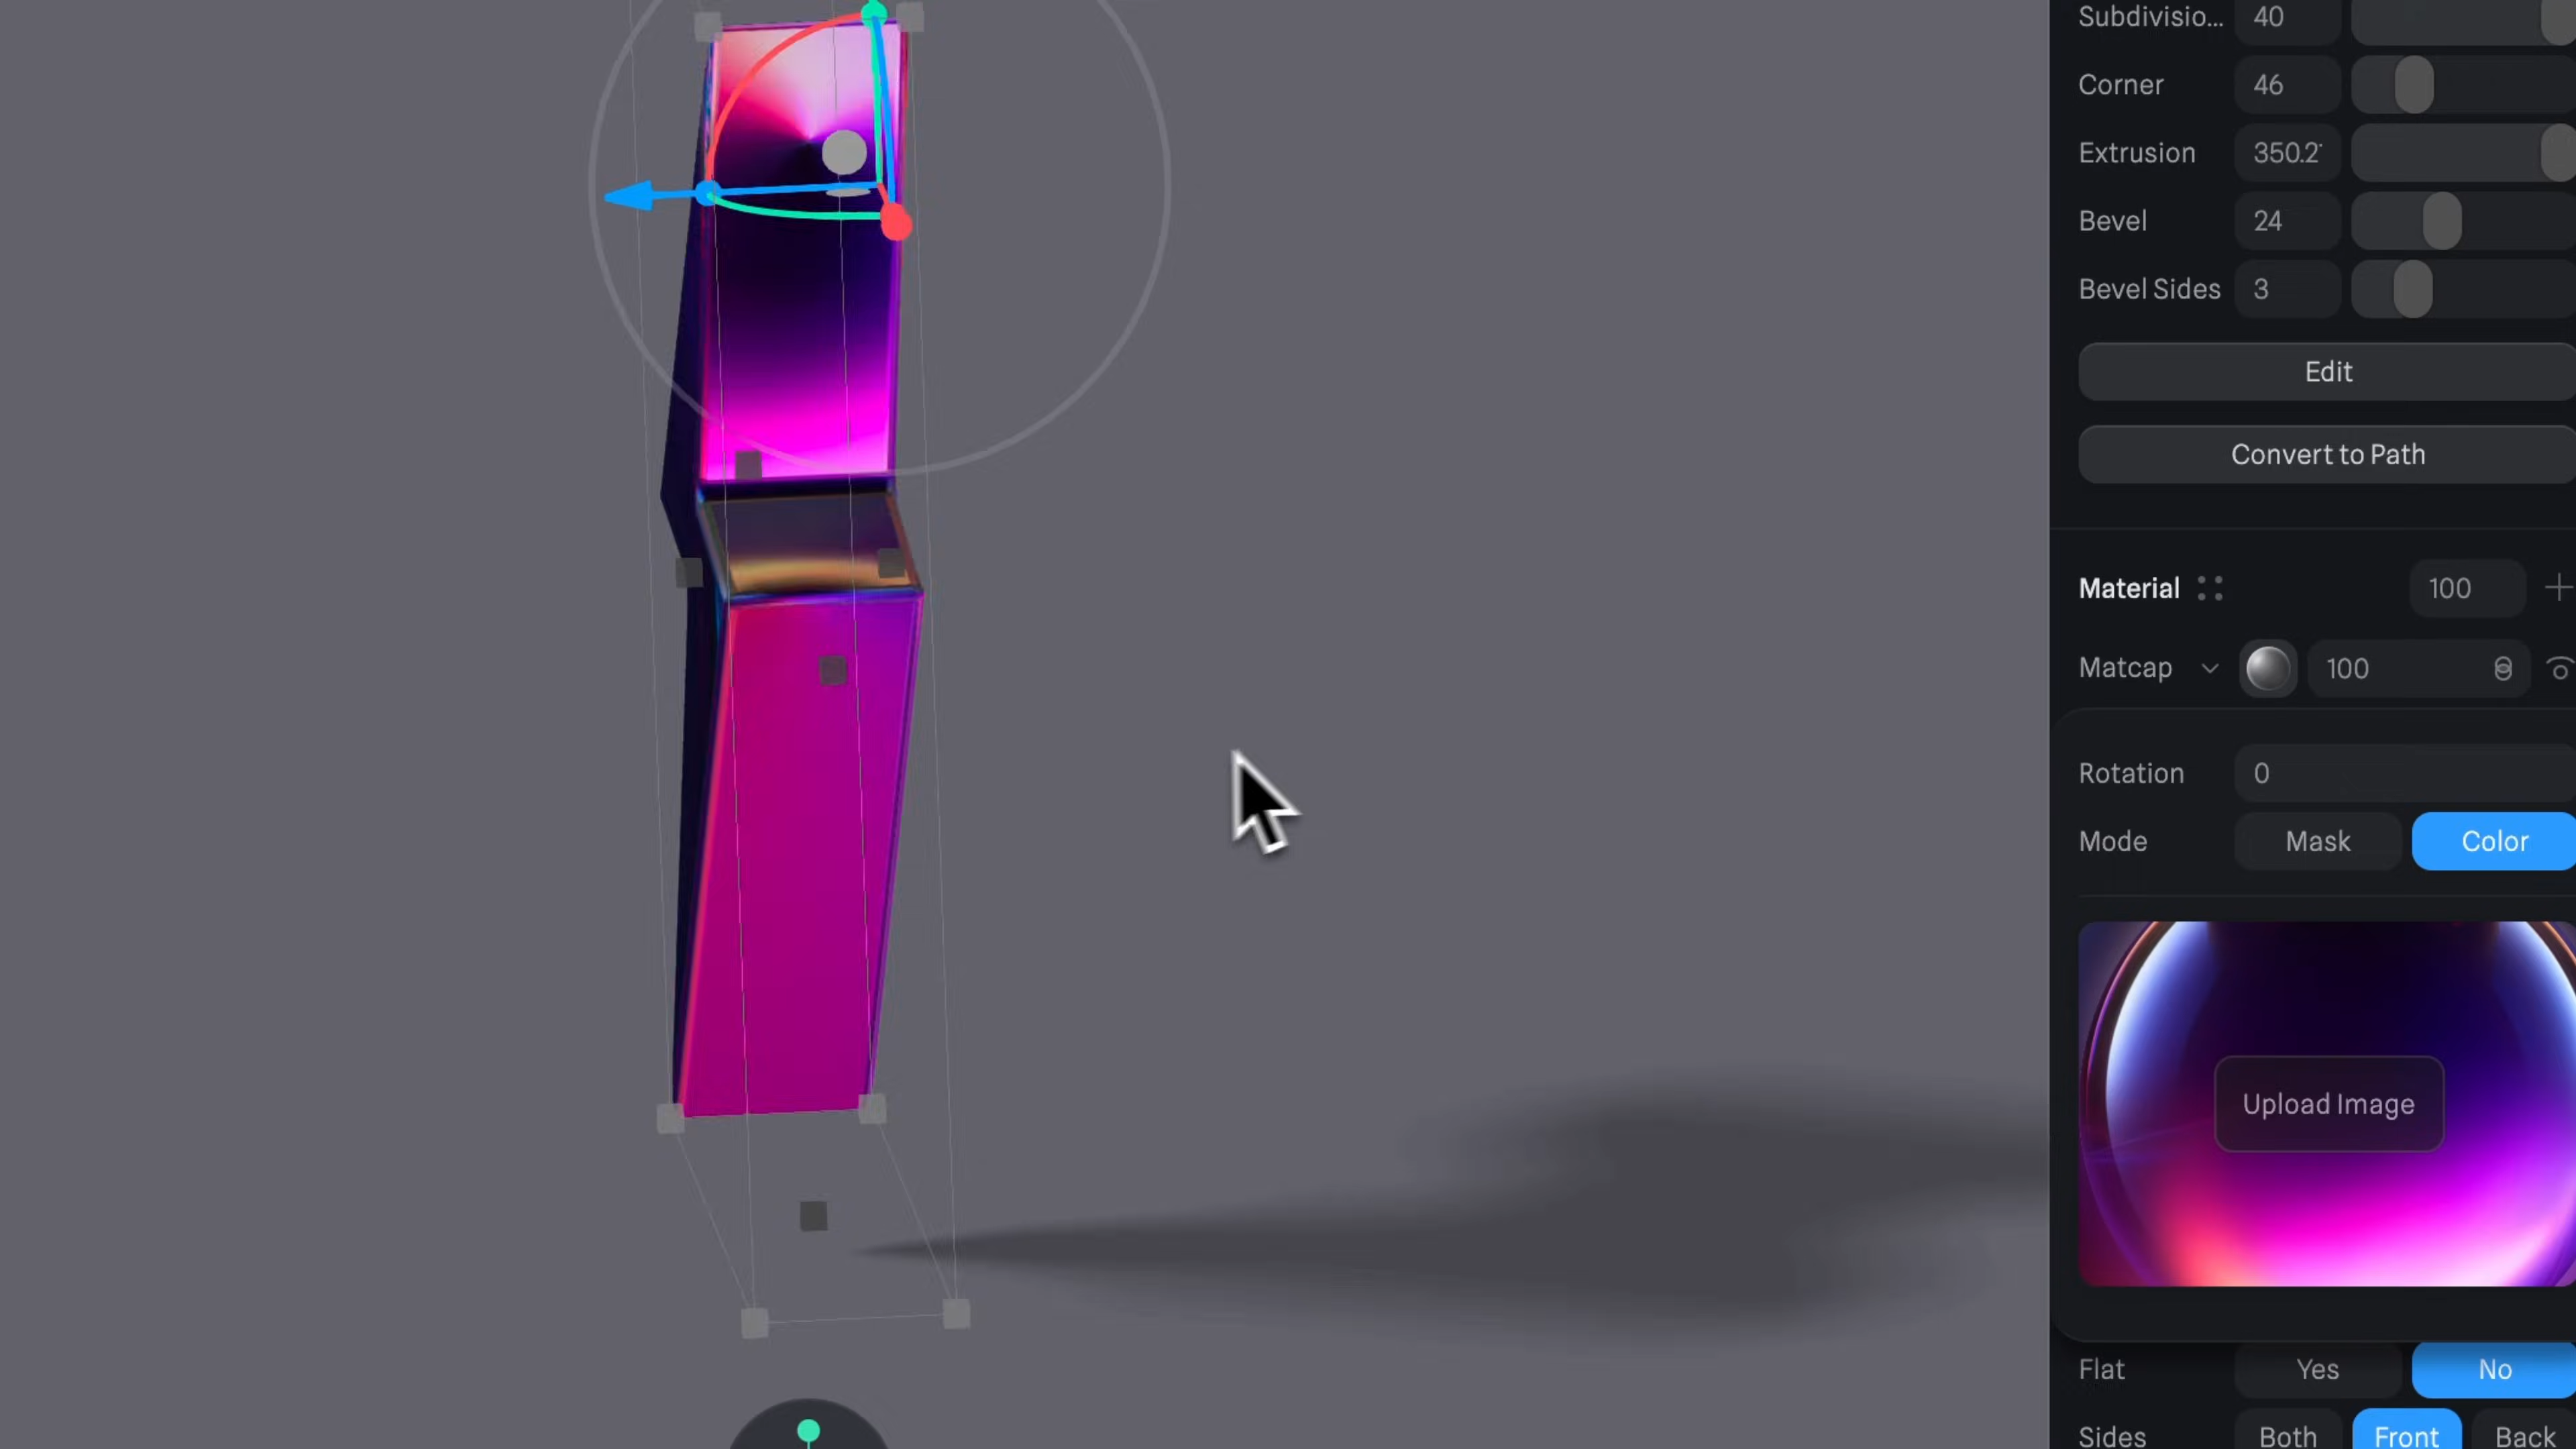 Subdivisio... 40
Corner 46
Extrusion 350.2
Bevel 24
Bevel Sides 3
Edit
Convert to Path
Material 100
Matcap 100
Rotation 0
Mode Mask Color
Upload Image
Flat Yes No
Sides Both Front Back